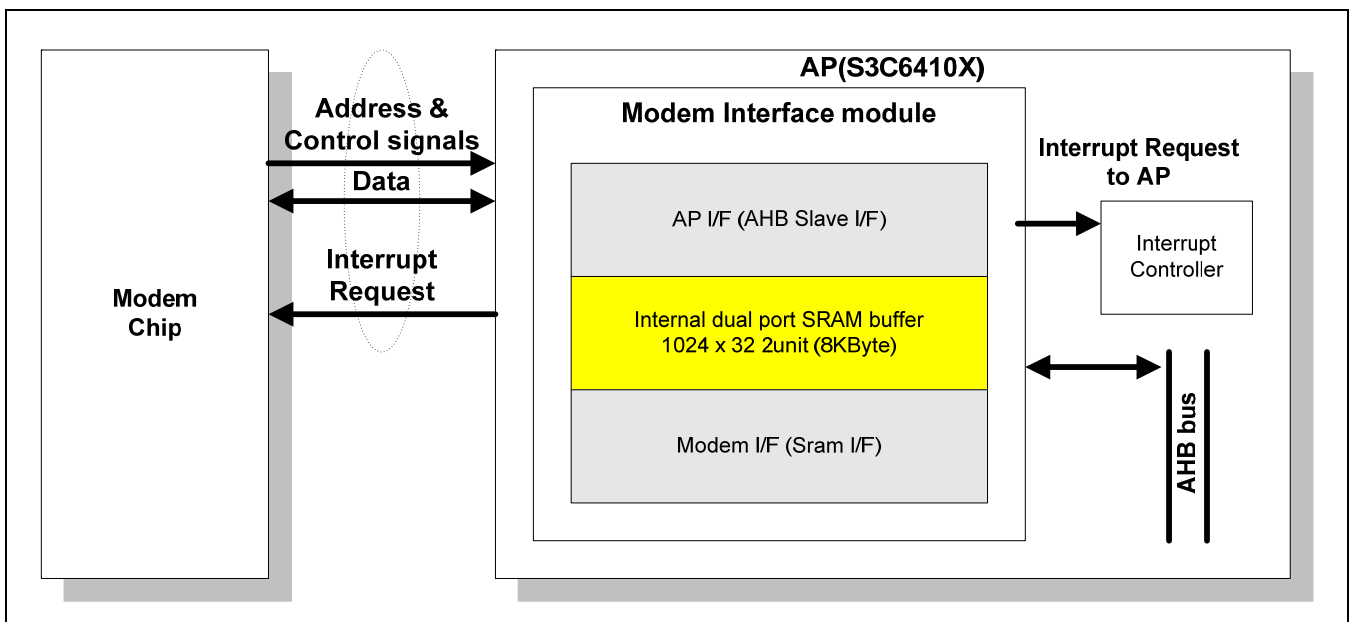 AP(S3C6410X)
Modem Interface module
Address &
Control signals
Data
Interrupt
Request
Modem
Chip
AP I/F (AHB Slave I/F)
Internal dual port SRAM buffer
1024 x 32 2unit (8KByte)
Modem I/F (Sram I/F)
Interrupt Request
to AP
Interrupt
Controller
AHB bus